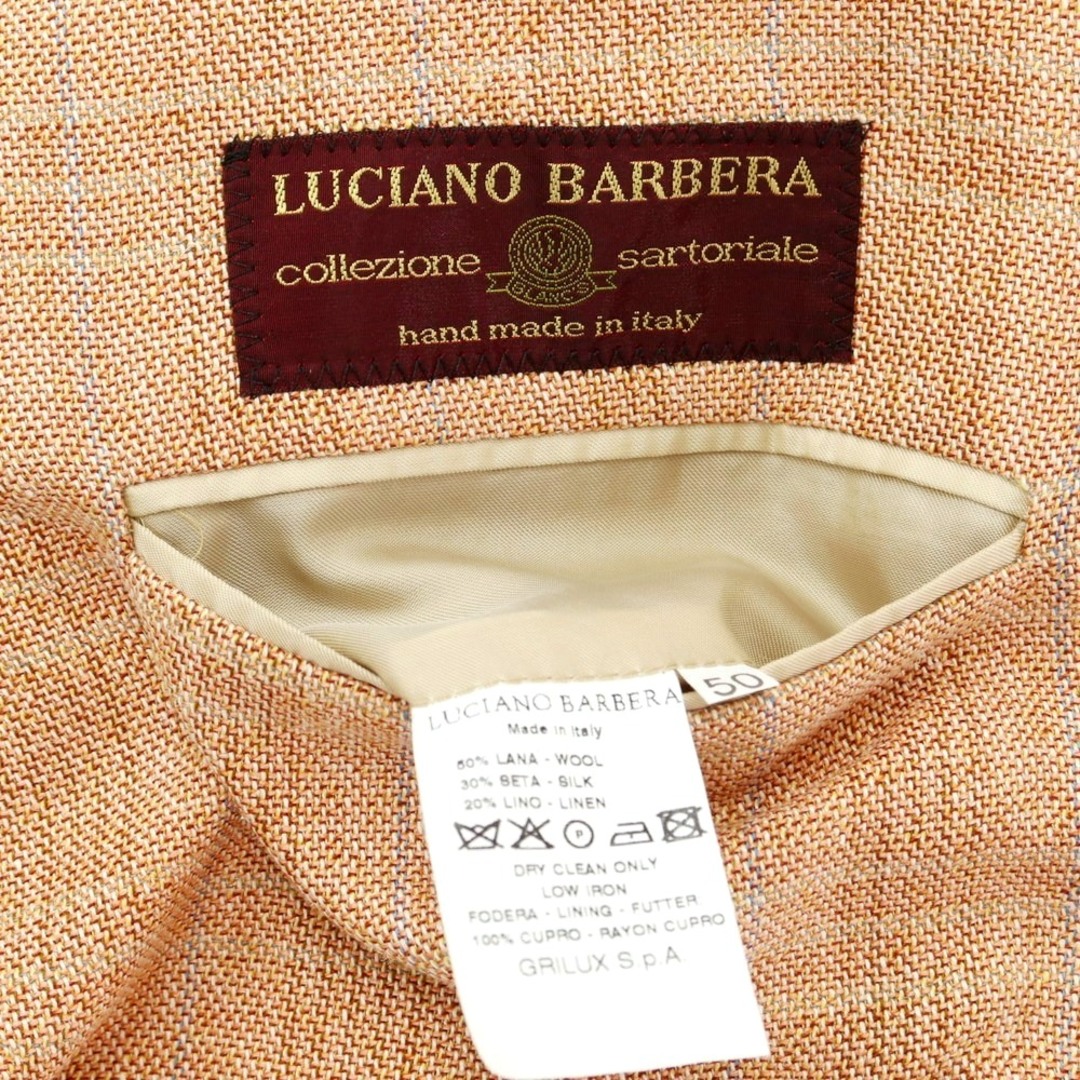 LUCIANO BARBERA
collezione sartoriale
BLANCS
hand made in italy
50
LUCIANO BARBERA
Made in Italy
50% LANA - WOOL
30% SETA - SILK
20% LINO - LINEN
P
DRY CLEAN ONLY
LOW IRON
FODERA - LINING - FUTTER
100% CUPRO - RAYON CUPRO
GRILUX S.p.A.